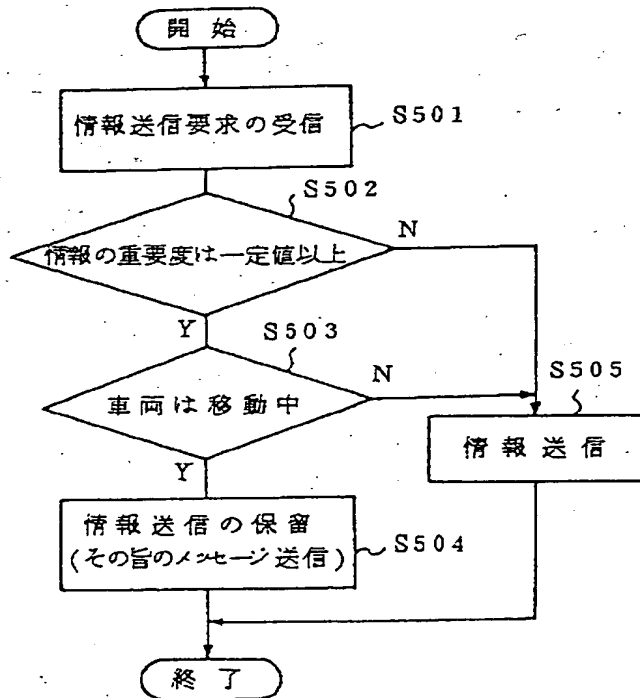 開始
情報送信要求の受信
S501
S502
情報の重要度は一定値以上
N
Y
S503
車両は移動中
N
S505
情報送信
Y
情報送信の保留
(その旨のメッセージ送信)
S504
終了